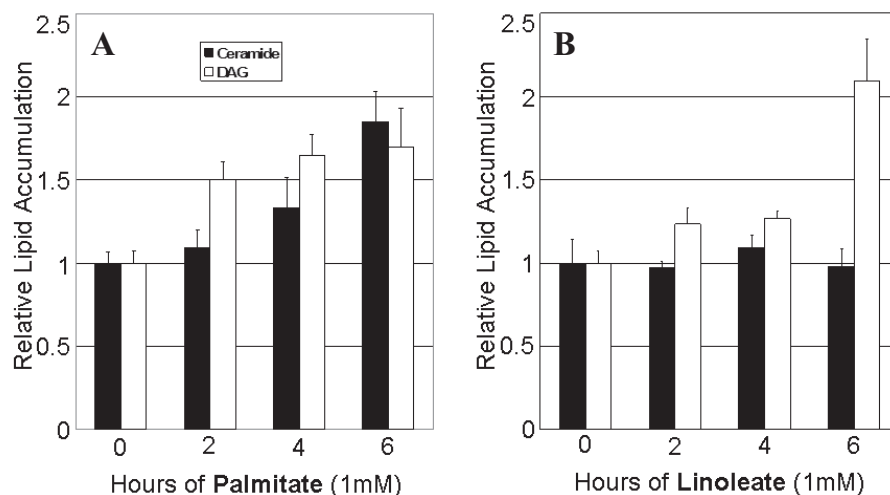 A
Ceramide
DAG
Relative Lipid Accumulation
2.5
2
1.5
1
0.5
0
0 2 4 6
Hours of Palmitate (1mM)
B
Relative Lipid Accumulation
2.5
2
1.5
1
0.5
0
0 2 4 6
Hours of Linoleate (1mM)